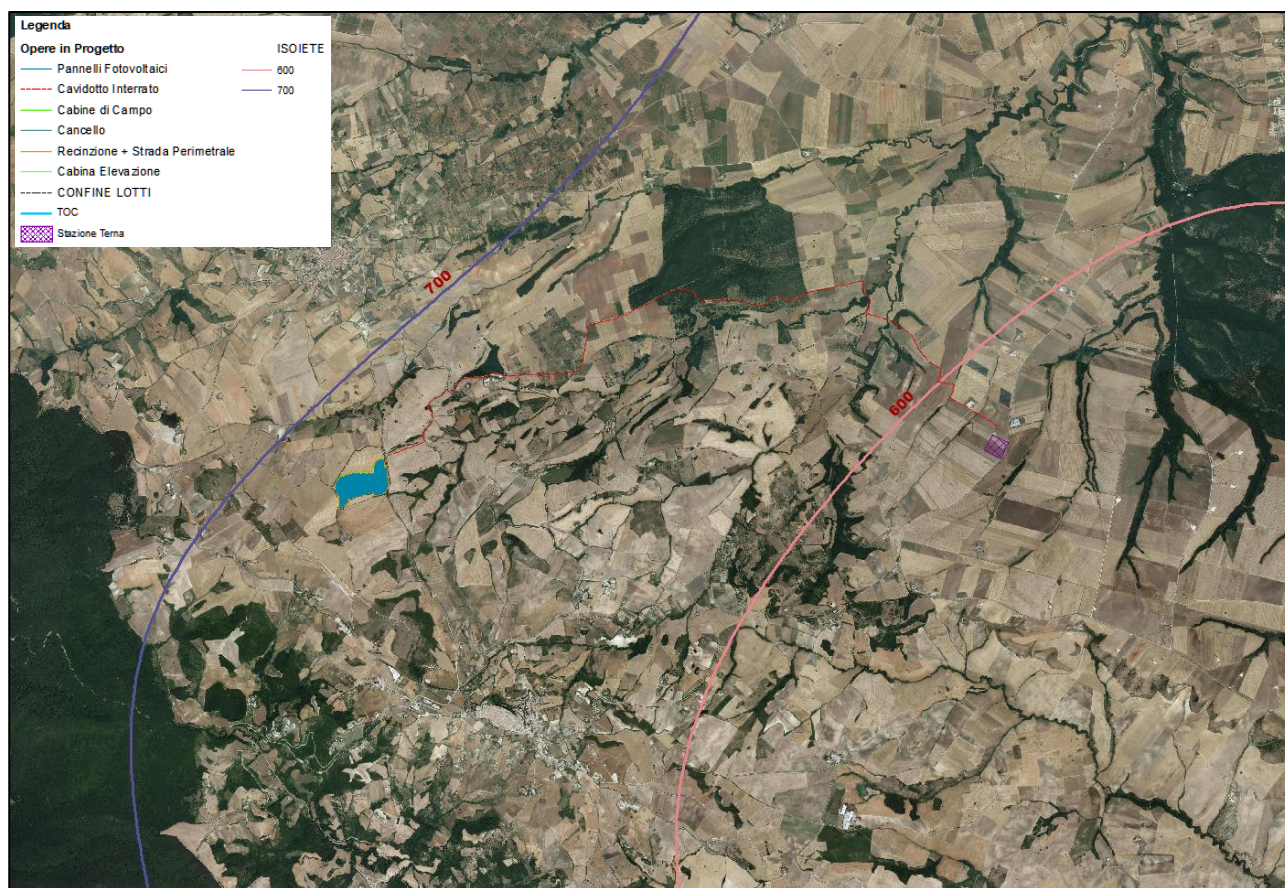 Legenda
Opere in Progetto
Pannelli Fotovoltaici
Cavidotto Interrato
Cabine di Campo
Cancello
Recinzione + Strada Perimetrale
Cabina Elevazione
CONFINE LOTTI
TOC
Stazione Terna
ISOIETE
600
700
700
600